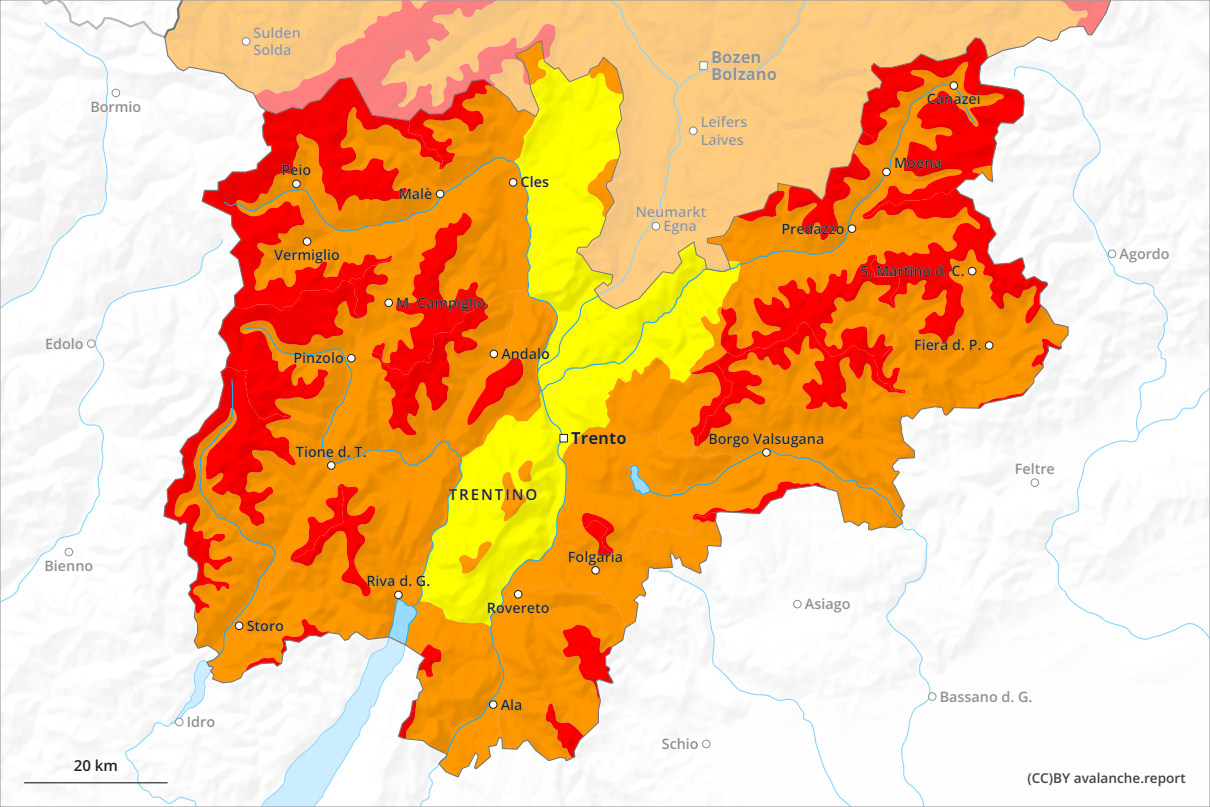 Sulden
Solda
Bozen
Bolzano
Bormio
Canazei
Leifers
Laives
Moena
Peio
Malè
Cles
Neumarkt
Egna
Predazzo
Vermiglio
Agordo
S. Martino d. C.
M. Campiglio
Edolo
Pinzolo
Andalo
Fiera d. P.
Trento
Borgo Valsugana
Tione d. T.
Feltre
TRENTINO
Bienno
Folgaria
Riva d. G.
Rovereto
Asiago
Storo
Bassano d. G.
Ala
Idro
Schio
20 km
(CC)BY avalanche.report